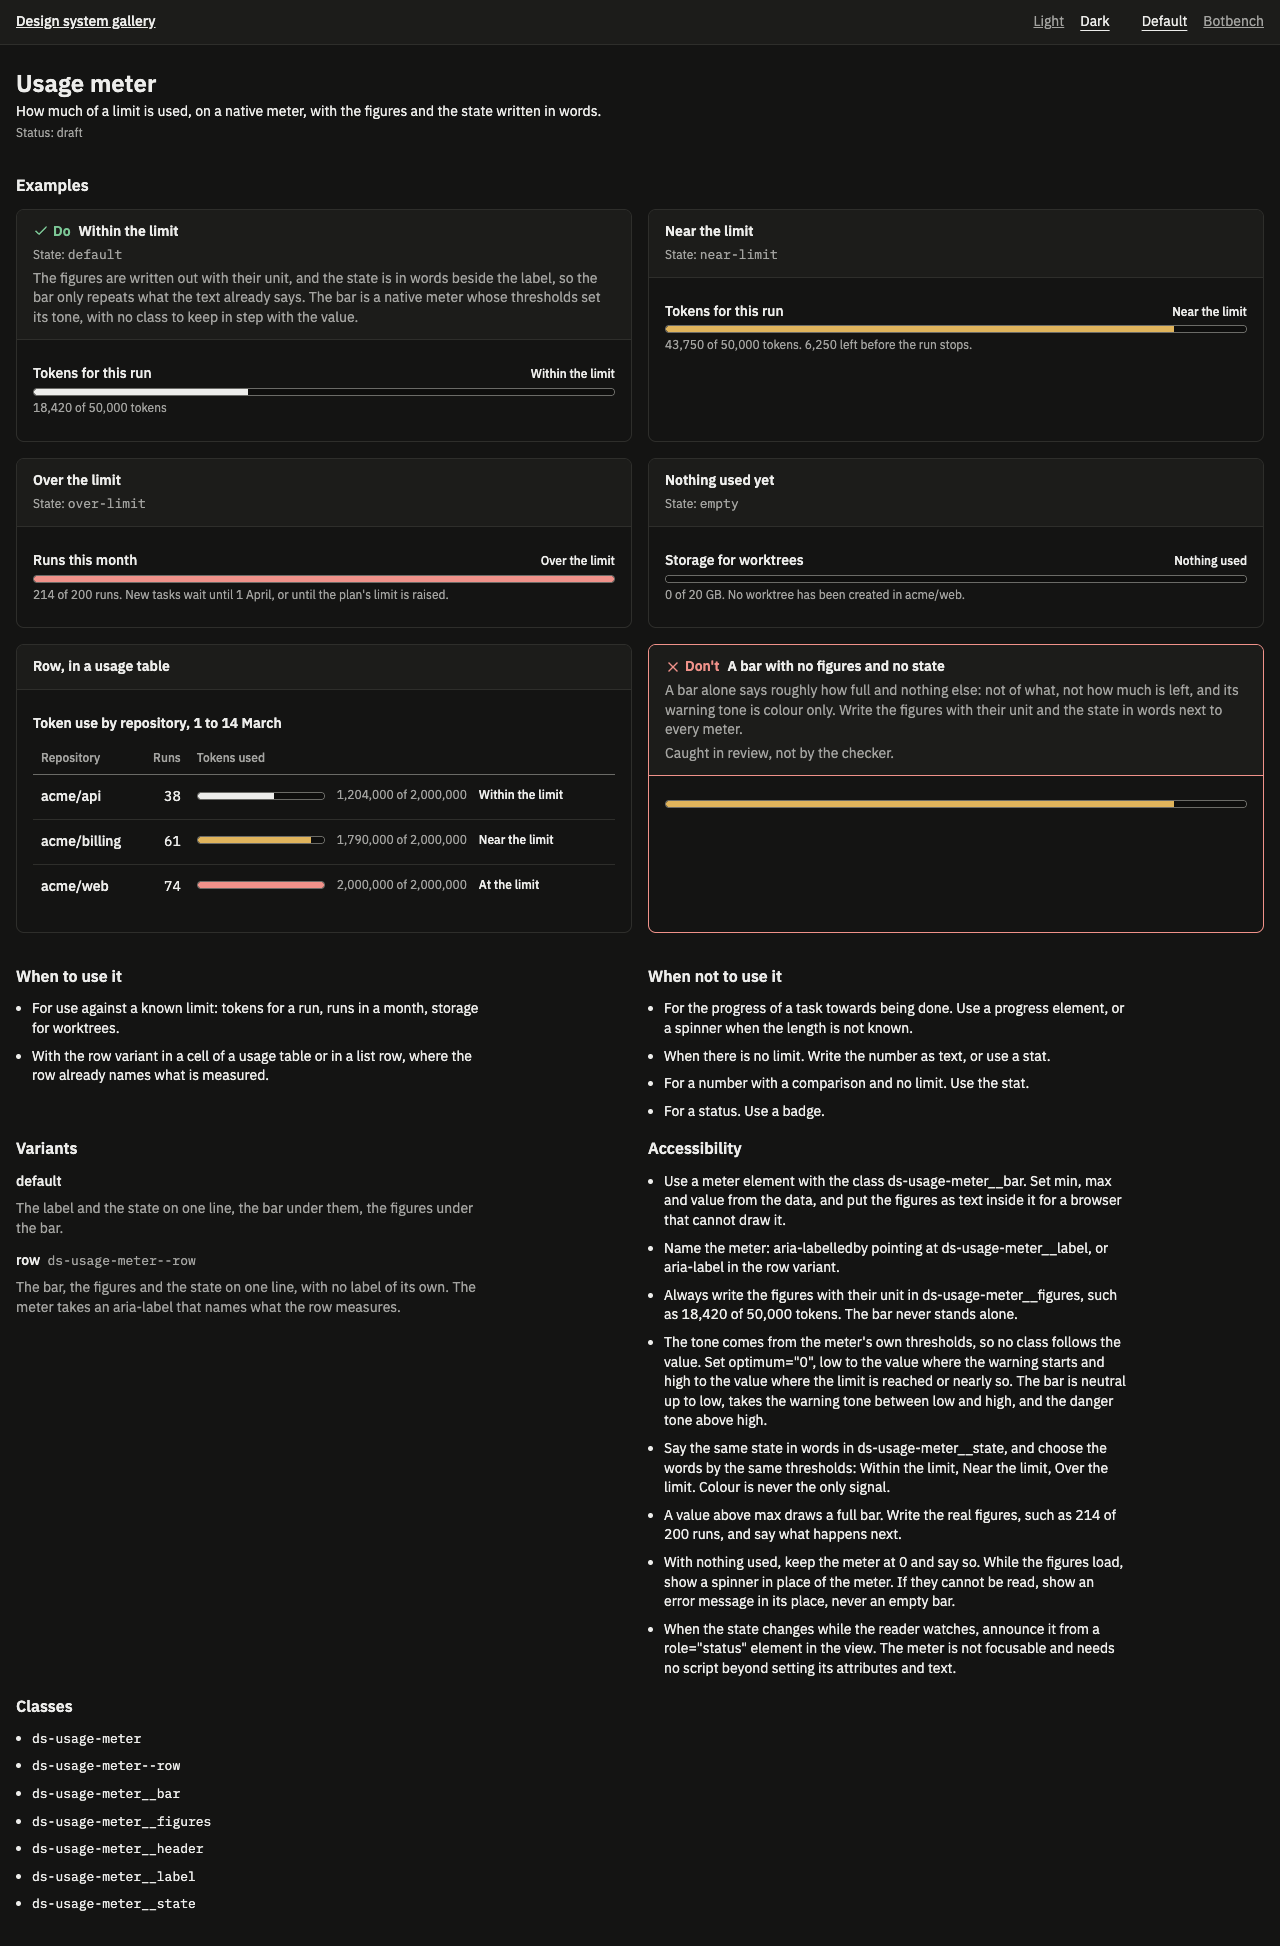 Design system gallery
Light Dark Default Botbench
Usage meter
How much of a limit is used, on a native meter, with the figures and the state written in words.
Status: draft
Examples
Do Within the limit
State: default
The figures are written out with their unit, and the state is in words beside the label, so the
bar only repeats what the text already says. The bar is a native meter whose thresholds set
its tone, with no class to keep in step with the value.
Tokens for this run Within the limit
18,420 of 50,000 tokens
Near the limit
State: near-limit
Tokens for this run Near the limit
43,750 of 50,000 tokens. 6,250 left before the run stops.
Over the limit
State: over-limit
Runs this month Over the limit
214 of 200 runs. New tasks wait until 1 April, or until the plan's limit is raised.
Nothing used yet
State: empty
Storage for worktrees Nothing used
0 of 20 GB. No worktree has been created in acme/web.
Row, in a usage table
Token use by repository, 1 to 14 March
Repository Runs Tokens used
acme/api 38 1,204,000 of 2,000,000 Within the limit
acme/billing 61 1,790,000 of 2,000,000 Near the limit
acme/web 74 2,000,000 of 2,000,000 At the limit
Don't A bar with no figures and no state
A bar alone says roughly how full and nothing else: not of what, not how much is left, and its
warning tone is colour only. Write the figures with their unit and the state in words next to
every meter.
Caught in review, not by the checker.
When to use it
• For use against a known limit: tokens for a run, runs in a month, storage
for worktrees.
• With the row variant in a cell of a usage table or in a list row, where the
row already names what is measured.
When not to use it
• For the progress of a task towards being done. Use a progress element, or
a spinner when the length is not known.
• When there is no limit. Write the number as text, or use a stat.
• For a number with a comparison and no limit. Use the stat.
• For a status. Use a badge.
Variants
default
The label and the state on one line, the bar under them, the figures under
the bar.
row ds-usage-meter--row
The bar, the figures and the state on one line, with no label of its own. The
meter takes an aria-label that names what the row measures.
Accessibility
• Use a meter element with the class ds-usage-meter__bar. Set min, max
and value from the data, and put the figures as text inside it for a browser
that cannot draw it.
• Name the meter: aria-labelledby pointing at ds-usage-meter__label, or
aria-label in the row variant.
• Always write the figures with their unit in ds-usage-meter__figures, such
as 18,420 of 50,000 tokens. The bar never stands alone.
• The tone comes from the meter's own thresholds, so no class follows the
value. Set optimum="0", low to the value where the warning starts and
high to the value where the limit is reached or nearly so. The bar is neutral
up to low, takes the warning tone between low and high, and the danger
tone above high.
• Say the same state in words in ds-usage-meter__state, and choose the
words by the same thresholds: Within the limit, Near the limit, Over the
limit. Colour is never the only signal.
• A value above max draws a full bar. Write the real figures, such as 214 of
200 runs, and say what happens next.
• With nothing used, keep the meter at 0 and say so. While the figures load,
show a spinner in place of the meter. If they cannot be read, show an
error message in its place, never an empty bar.
• When the state changes while the reader watches, announce it from a
role="status" element in the view. The meter is not focusable and needs
no script beyond setting its attributes and text.
Classes
• ds-usage-meter
• ds-usage-meter--row
• ds-usage-meter__bar
• ds-usage-meter__figures
• ds-usage-meter__header
• ds-usage-meter__label
• ds-usage-meter__state